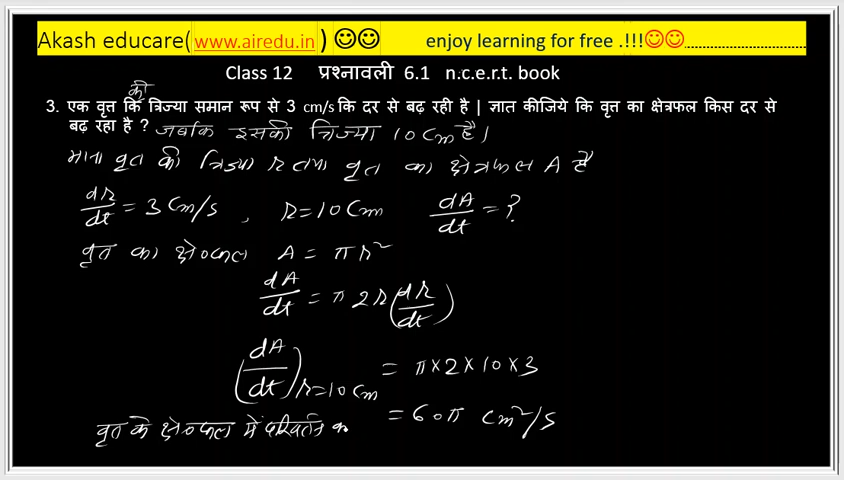 Akash educare( www.airedu.in ) enjoy learning for free .!!!
Class 12 प्रश्नावली 6.1 n.c.e.r.t. book
की
3. एक वृत्त कि त्रिज्या समान रूप से 3 cm/s कि दर से बढ़ रही है | ज्ञात कीजिये कि वृत्त का क्षेत्रफल किस दर से
बढ़ रहा है ? जबकि इसकी त्रिज्या 10 cm है।
माना वृत की त्रिज्या r तथा वृत का क्षेत्रफल A है
dr/dt = 3 cm/s , r = 10 cm dA/dt = ?
वृत का क्षेत्रफल A = πr²
dA/dt = π 2r (dr/dt)
(dA/dt) r=10 cm = π×2×10×3
= 60π cm²/s
वृत के क्षेत्रफल में परिवर्तन क